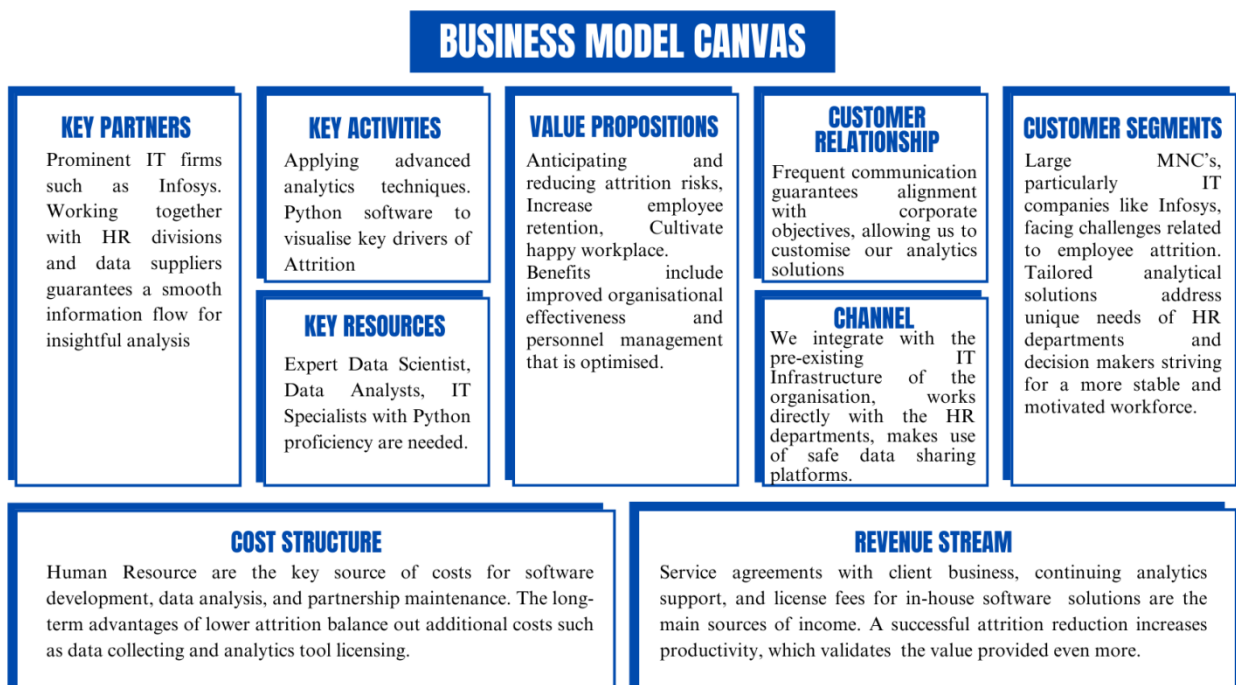 BUSINESS MODEL CANVAS
KEY PARTNERS
Prominent IT firms
such as Infosys.
Working together
with HR divisions
and data suppliers
guarantees a smooth
information flow for
insightful analysis
KEY ACTIVITIES
Applying advanced
analytics techniques.
Python software to
visualise key drivers of
Attrition
KEY RESOURCES
Expert Data Scientist,
Data Analysts, IT
Specialists with Python
proficiency are needed.
VALUE PROPOSITIONS
Anticipating and
reducing attrition risks,
Increase employee
retention, Cultivate
happy workplace.
Benefits include
improved organisational
effectiveness and
personnel management
that is optimised.
CUSTOMER
RELATIONSHIP
Frequent communication
guarantees alignment
with corporate
objectives, allowing us to
customise our analytics
solutions
CHANNEL
We integrate with the
pre-existing IT
Infrastructure of the
organisation, works
directly with the HR
departments, makes use
of safe data sharing
platforms.
CUSTOMER SEGMENTS
Large MNC's,
particularly IT
companies like Infosys,
facing challenges related
to employee attrition.
Tailored analytical
solutions address
unique needs of HR
departments and
decision makers striving
for a more stable and
motivated workforce.
COST STRUCTURE
Human Resource are the key source of costs for software
development, data analysis, and partnership maintenance. The long-
term advantages of lower attrition balance out additional costs such
as data collecting and analytics tool licensing.
REVENUE STREAM
Service agreements with client business, continuing analytics
support, and license fees for in-house software solutions are the
main sources of income. A successful attrition reduction increases
productivity, which validates the value provided even more.